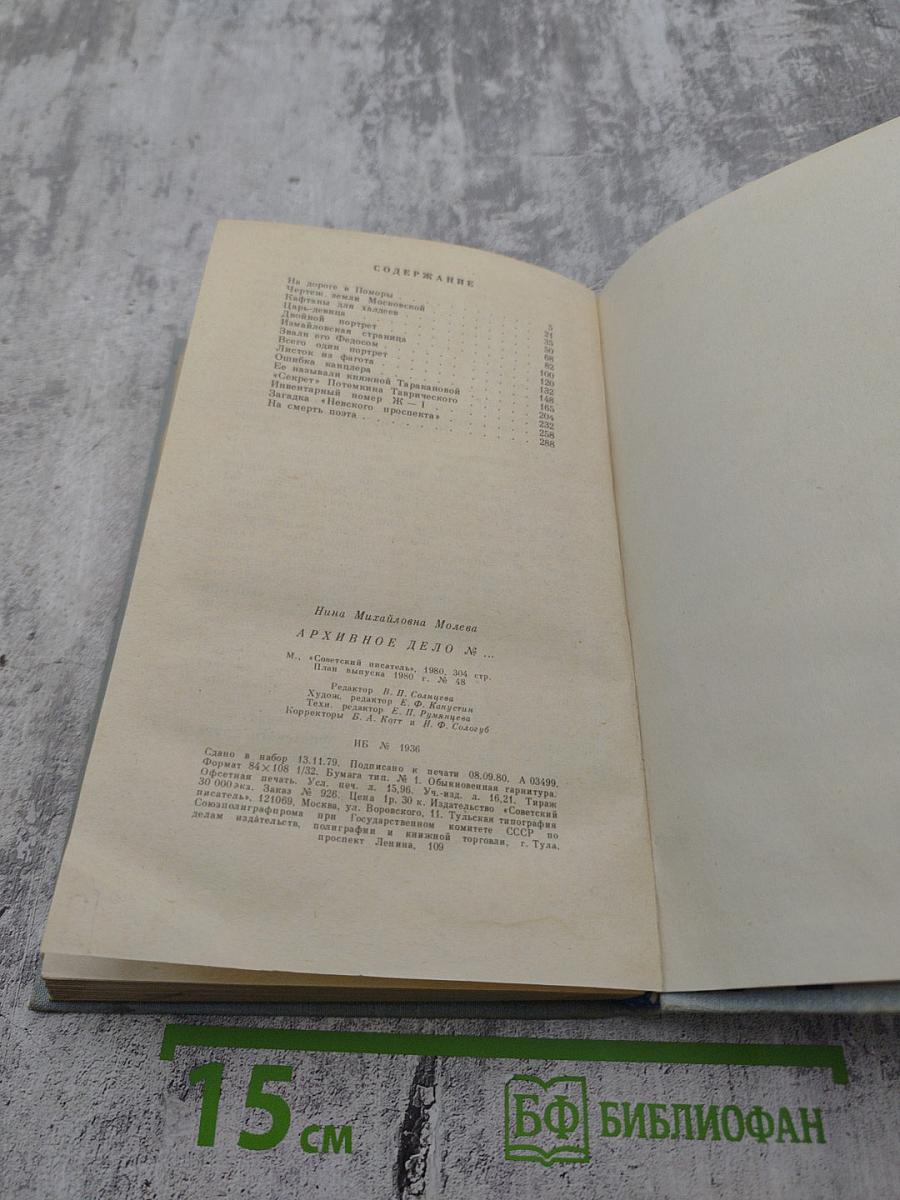 СОДЕРЖАНИЕ
На дороге в Поморы . . . 5
Чертеж земли Московской . . . 21
Кафтаны для халдеев . . . 35
Царь-девица . . . 50
Двойной портрет . . . 68
Измайловская страница . . . 82
Звали его Федосом . . . 100
Всего один портрет . . . 120
Листок из фагота . . . 132
Ошибка канцлера . . . 148
Ее называли княжной Таракановой . . . 165
«Секрет» Потемкина Таврического . . . 204
Инвентарный номер Ж — 1 . . . 232
Загадка «Невского проспекта» . . . 258
На смерть поэта . . . 288
Нина Михайловна Молева
АРХИВНОЕ ДЕЛО № ...
М., «Советский писатель», 1980, 304 стр.
План выпуска 1980 г. № 48
Редактор В. П. Солнцева
Худож. редактор Е. Ф. Капустин
Техн. редактор Е. П. Румянцева
Корректоры Б. А. Котт и И. Ф. Сологуб
ИБ № 1936
Сдано в набор 13.11.79. Подписано к печати 08.09.80. А 03499.
Формат 84×108 1/32. Бумага тип. № 1. Обыкновенная гарнитура.
Офсетная печать. Усл. печ. л. 15,96. Уч.-изд. л. 16,21. Тираж
30 000 экз. Заказ № 926. Цена 1р. 30 к. Издательство «Советский
писатель», 121069, Москва, ул. Воровского, 11. Тульская типография
Союзполиграфпрома при Государственном комитете СССР по
делам издательств, полиграфии и книжной торговли, г. Тула,
проспект Ленина, 109
15 СМ
БФ БИБЛИОФАН